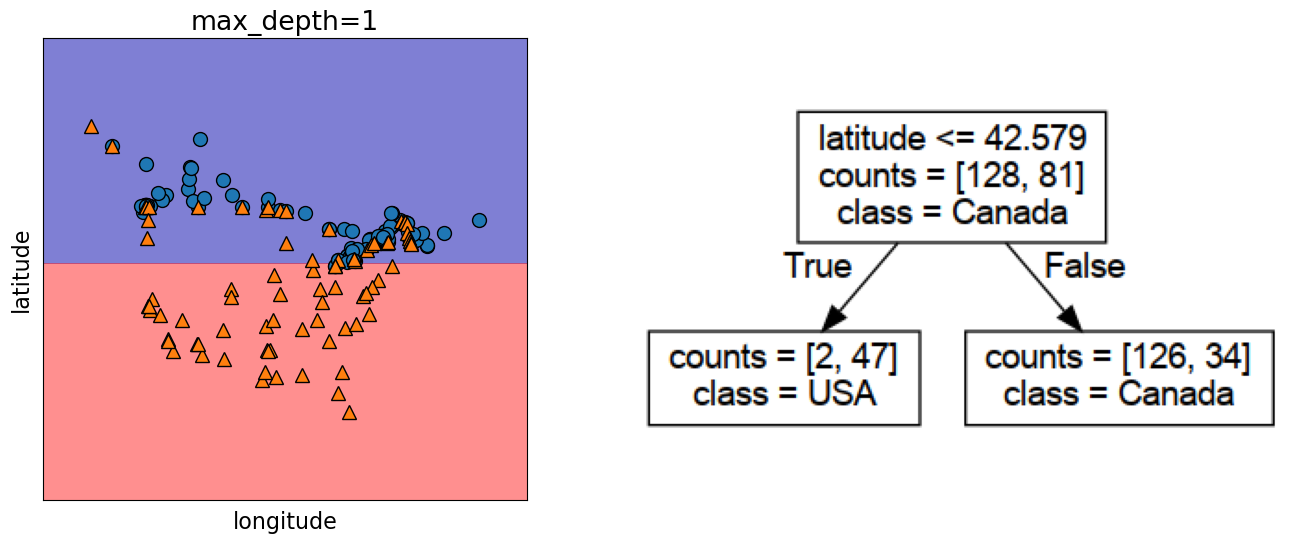 max_depth=1
latitude
longitude
latitude <= 42.579
counts = [128, 81]
class = Canada
True
False
counts = [2, 47]
class = USA
counts = [126, 34]
class = Canada